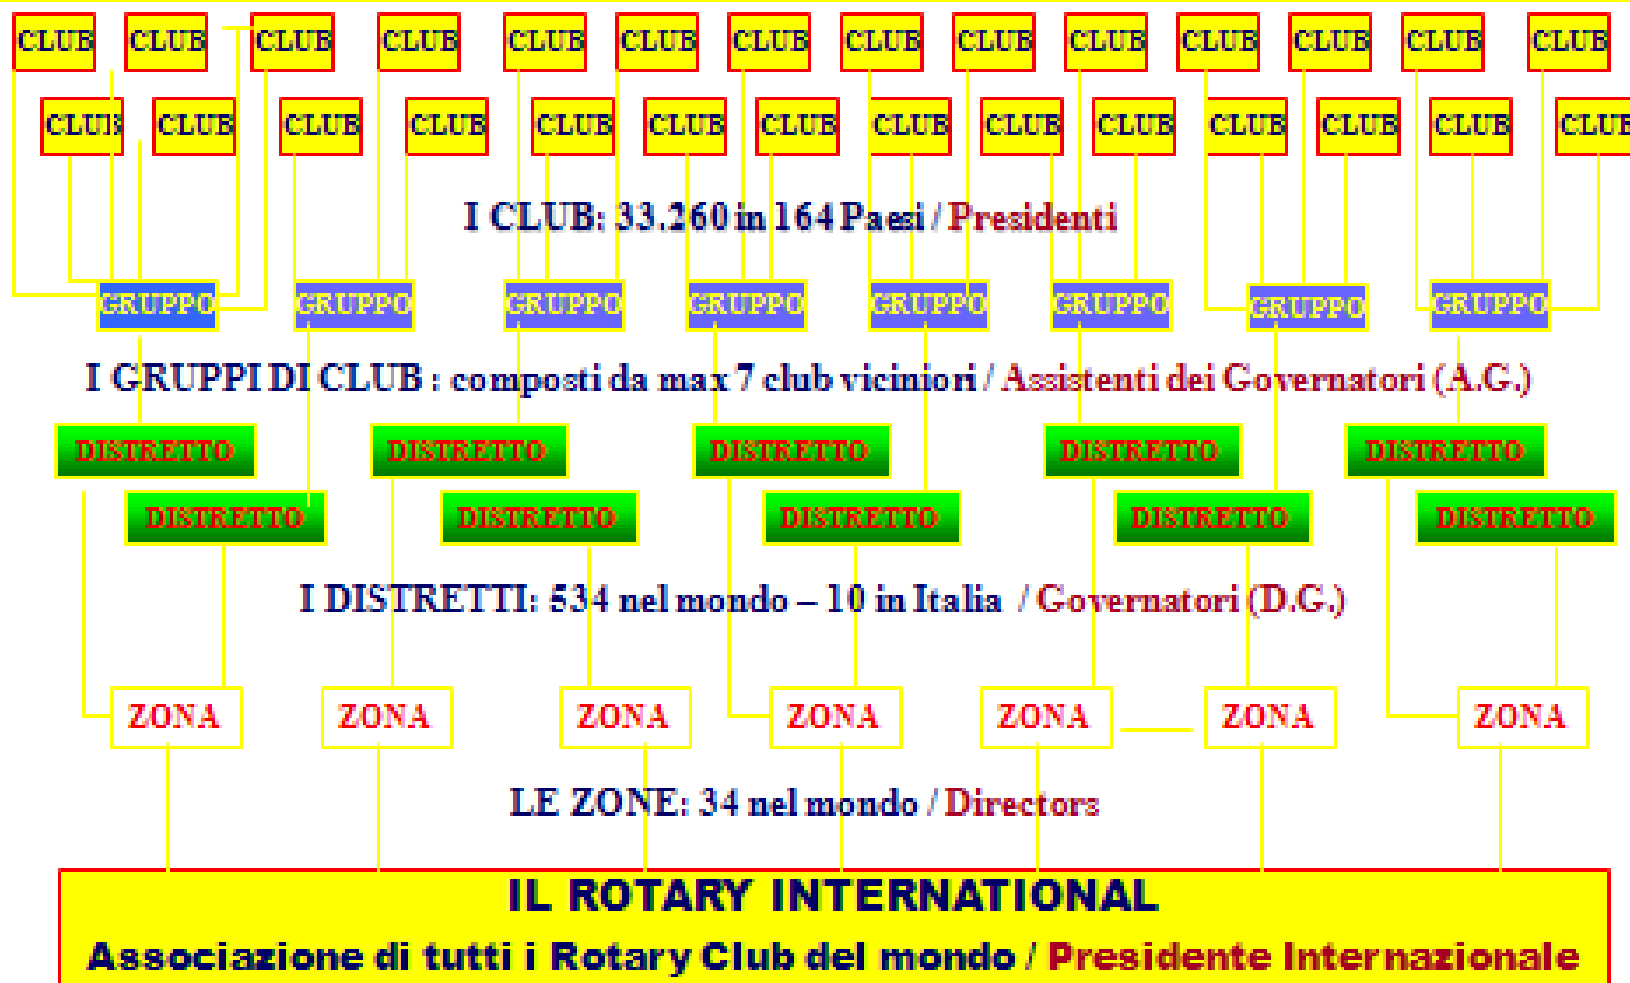 CLUB CLUB CLUB CLUB CLUB CLUB CLUB CLUB CLUB CLUB CLUB CLUB CLUB CLUB
CLUB CLUB CLUB CLUB CLUB CLUB CLUB CLUB CLUB CLUB CLUB CLUB CLUB CLUB
I CLUB: 33.260 in 164 Paesi / Presidenti
GRUPPO GRUPPO GRUPPO GRUPPO GRUPPO GRUPPO GRUPPO GRUPPO
I GRUPPI DI CLUB : composti da max 7 club viciniori / Assistenti dei Governatori (A.G.)
DISTRETTO DISTRETTO DISTRETTO DISTRETTO DISTRETTO
DISTRETTO DISTRETTO DISTRETTO DISTRETTO DISTRETTO
I DISTRETTI: 534 nel mondo – 10 in Italia / Governatori (D.G.)
ZONA ZONA ZONA ZONA ZONA ZONA ZONA
LE ZONE: 34 nel mondo / Directors
IL ROTARY INTERNATIONAL
Associazione di tutti i Rotary Club del mondo / Presidente Internazionale